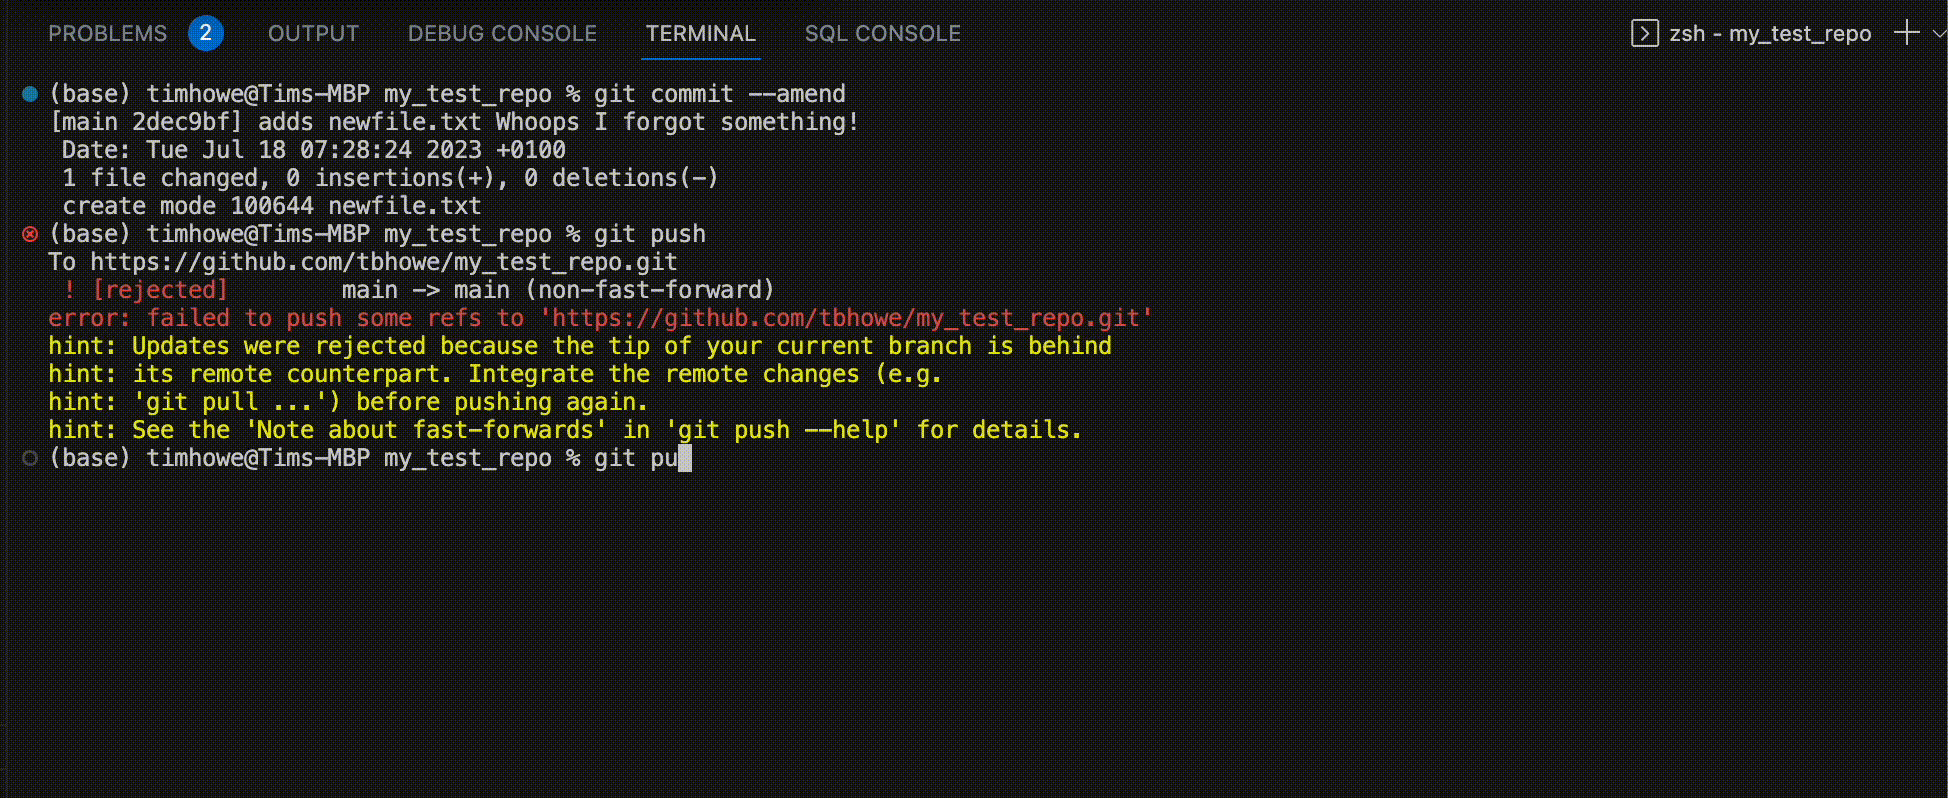 PROBLEMS 2 OUTPUT DEBUG CONSOLE TERMINAL SQL CONSOLE zsh - my_test_repo
(base) timhowe@Tims-MBP my_test_repo % git commit --amend
[main 2dec9bf] adds newfile.txt Whoops I forgot something!
Date: Tue Jul 18 07:28:24 2023 +0100
1 file changed, 0 insertions(+), 0 deletions(-)
create mode 100644 newfile.txt
(base) timhowe@Tims-MBP my_test_repo % git push
To https://github.com/tbhowe/my_test_repo.git
! [rejected] main -> main (non-fast-forward)
error: failed to push some refs to 'https://github.com/tbhowe/my_test_repo.git'
hint: Updates were rejected because the tip of your current branch is behind
hint: its remote counterpart. Integrate the remote changes (e.g.
hint: 'git pull ...') before pushing again.
hint: See the 'Note about fast-forwards' in 'git push --help' for details.
(base) timhowe@Tims-MBP my_test_repo % git pu